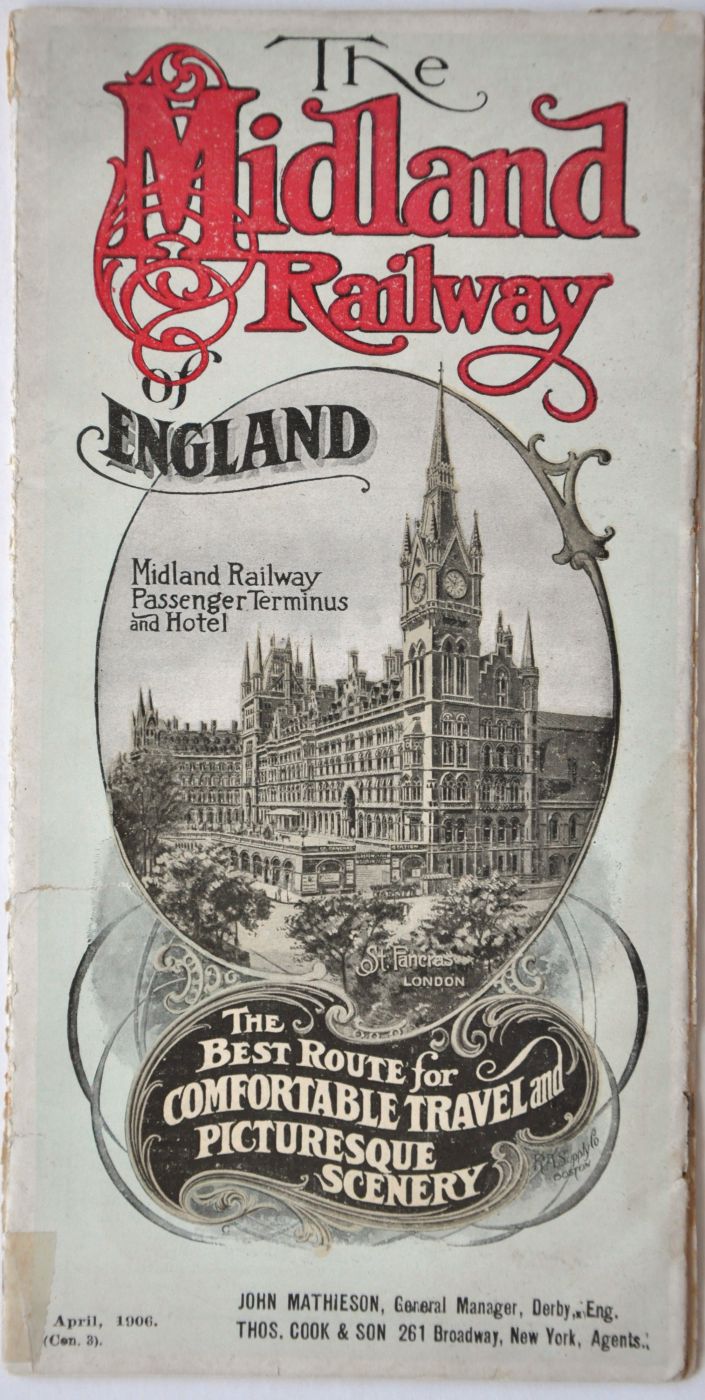 The
Midland
Railway
of
ENGLAND
Midland Railway
Passenger Terminus
and Hotel
St. Pancras
LONDON
THE
BEST ROUTE for
COMFORTABLE TRAVEL and
PICTURESQUE
SCENERY
BOSTON
April, 1906.
(Con. 3).
JOHN MATHIESON, General Manager, Derby, Eng.
THOS. COOK & SON 261 Broadway, New York, Agents.